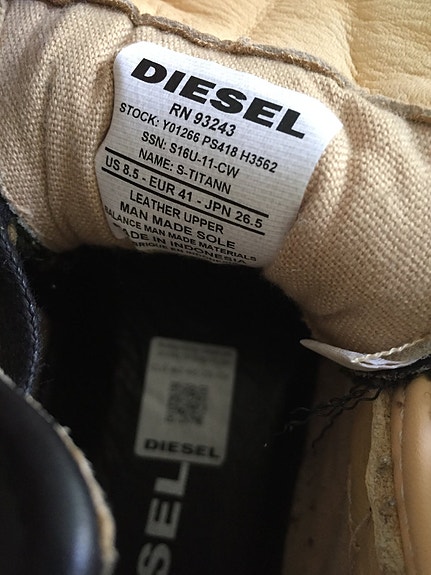 DIESEL
RN 93243
STOCK: Y01266 PS418 H3562
SSN: S16U-11-CW
NAME: S-TITANN
US 8.5 - EUR 41 - JPN 26.5
LEATHER UPPER
MAN MADE SOLE
BALANCE MAN MADE MATERIALS
MADE IN INDONESIA
DIESEL
SEL